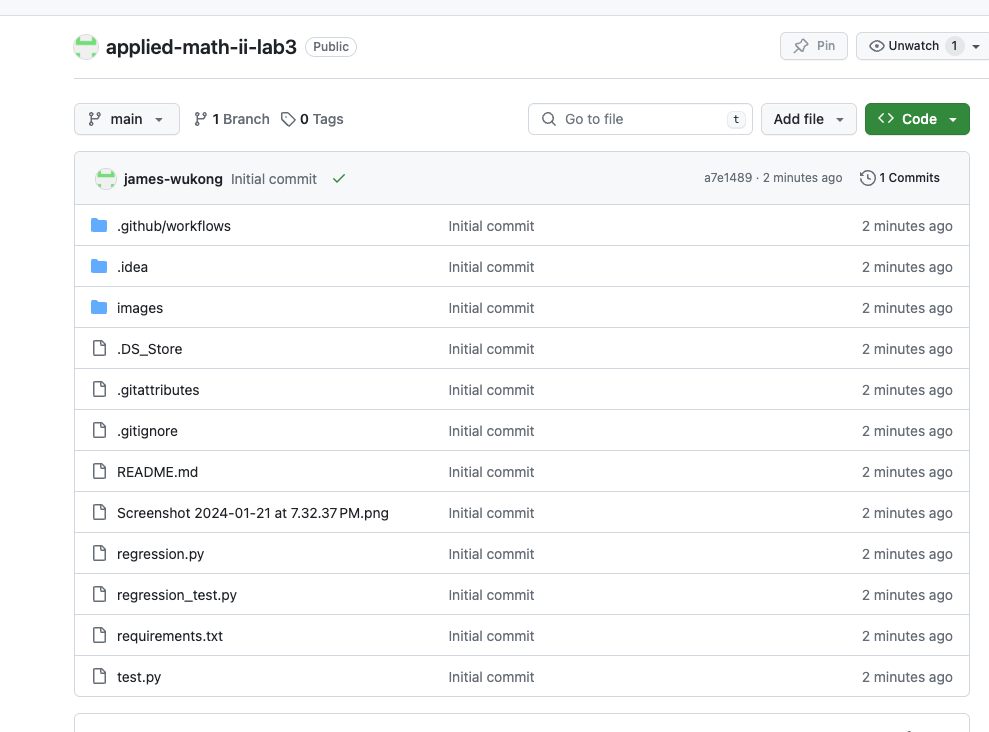 applied-math-ii-lab3 Public Pin Unwatch 1
main 1 Branch 0 Tags Go to file t Add file Code
james-wukong Initial commit a7e1489 · 2 minutes ago 1 Commits
.github/workflows Initial commit 2 minutes ago
.idea Initial commit 2 minutes ago
images Initial commit 2 minutes ago
.DS_Store Initial commit 2 minutes ago
.gitattributes Initial commit 2 minutes ago
.gitignore Initial commit 2 minutes ago
README.md Initial commit 2 minutes ago
Screenshot 2024-01-21 at 7.32.37 PM.png Initial commit 2 minutes ago
regression.py Initial commit 2 minutes ago
regression_test.py Initial commit 2 minutes ago
requirements.txt Initial commit 2 minutes ago
test.py Initial commit 2 minutes ago